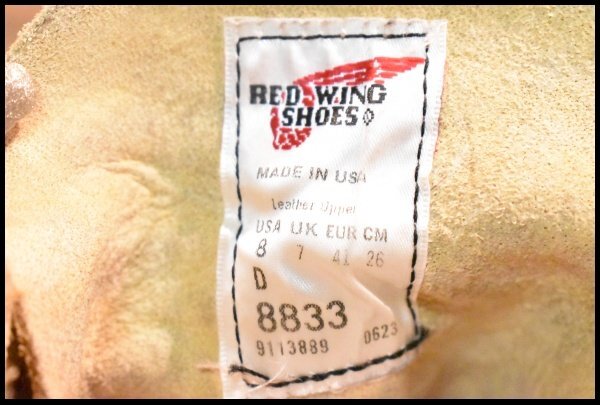 RED WING
SHOES
MADE IN USA
Leather Upper
USA UK EUR CM
8 7 41 26
D
8833
9113889 0623